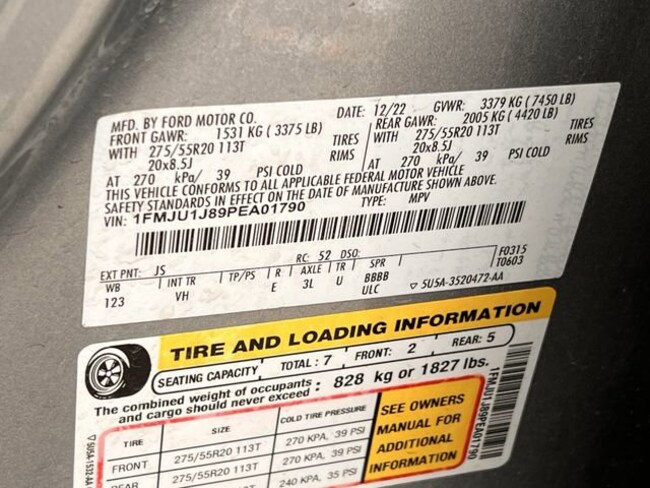 MFD. BY FORD MOTOR CO. DATE: 12/22 GVWR: 3379 KG ( 7450 LB)
FRONT GAWR: 1531 KG ( 3375 LB) REAR GAWR: 2005 KG ( 4420 LB)
WITH 275/55R20 113T TIRES WITH 275/55R20 113T TIRES
20x8.5J RIMS 20x8.5J RIMS
AT 270 kPa/ 39 PSI COLD AT 270 kPa/ 39 PSI COLD
THIS VEHICLE CONFORMS TO ALL APPLICABLE FEDERAL MOTOR VEHICLE
SAFETY STANDARDS IN EFFECT ON THE DATE OF MANUFACTURE SHOWN ABOVE.
VIN: 1FMJU1J89PEA01790 TYPE: MPV
EXT PNT: JS RC: 52 DSO: F0315
WB INT TR TP/PS R AXLE TR SPR T0603
123 VH E 3L U BBBB
ULC 5U5A-3520472-AA
TIRE AND LOADING INFORMATION
SEATING CAPACITY TOTAL : 7 FRONT: 2 REAR: 5
The combined weight of occupants : 828 kg or 1827 lbs.
and cargo should never exceed
TIRE SIZE COLD TIRE PRESSURE
FRONT 275/55R20 113T 270 KPA, 39 PSI
REAR 275/55R20 113T 270 KPA, 39 PSI
240 KPA, 35 PSI
SEE OWNERS
MANUAL FOR
ADDITIONAL
INFORMATION
1FMJU1J89PEA01790